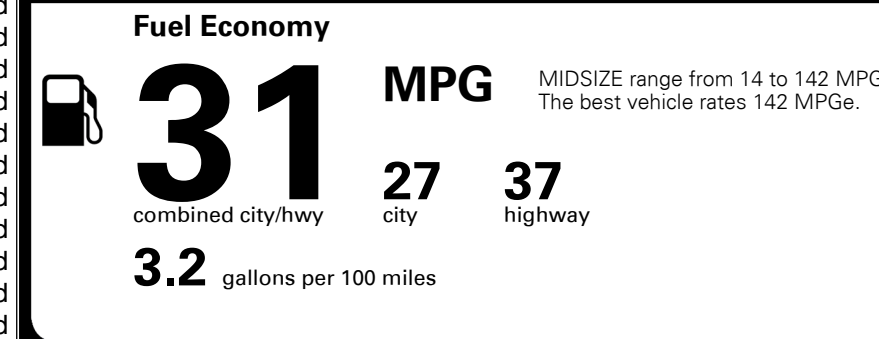 Fuel Economy
31
MPG
MIDSIZE range from 14 to 142 MPG
The best vehicle rates 142 MPGe.
27
37
combined city/hwy
city
highway
3.2 gallons per 100 miles
d
d
d
d
d
d
d
d
d
d
d